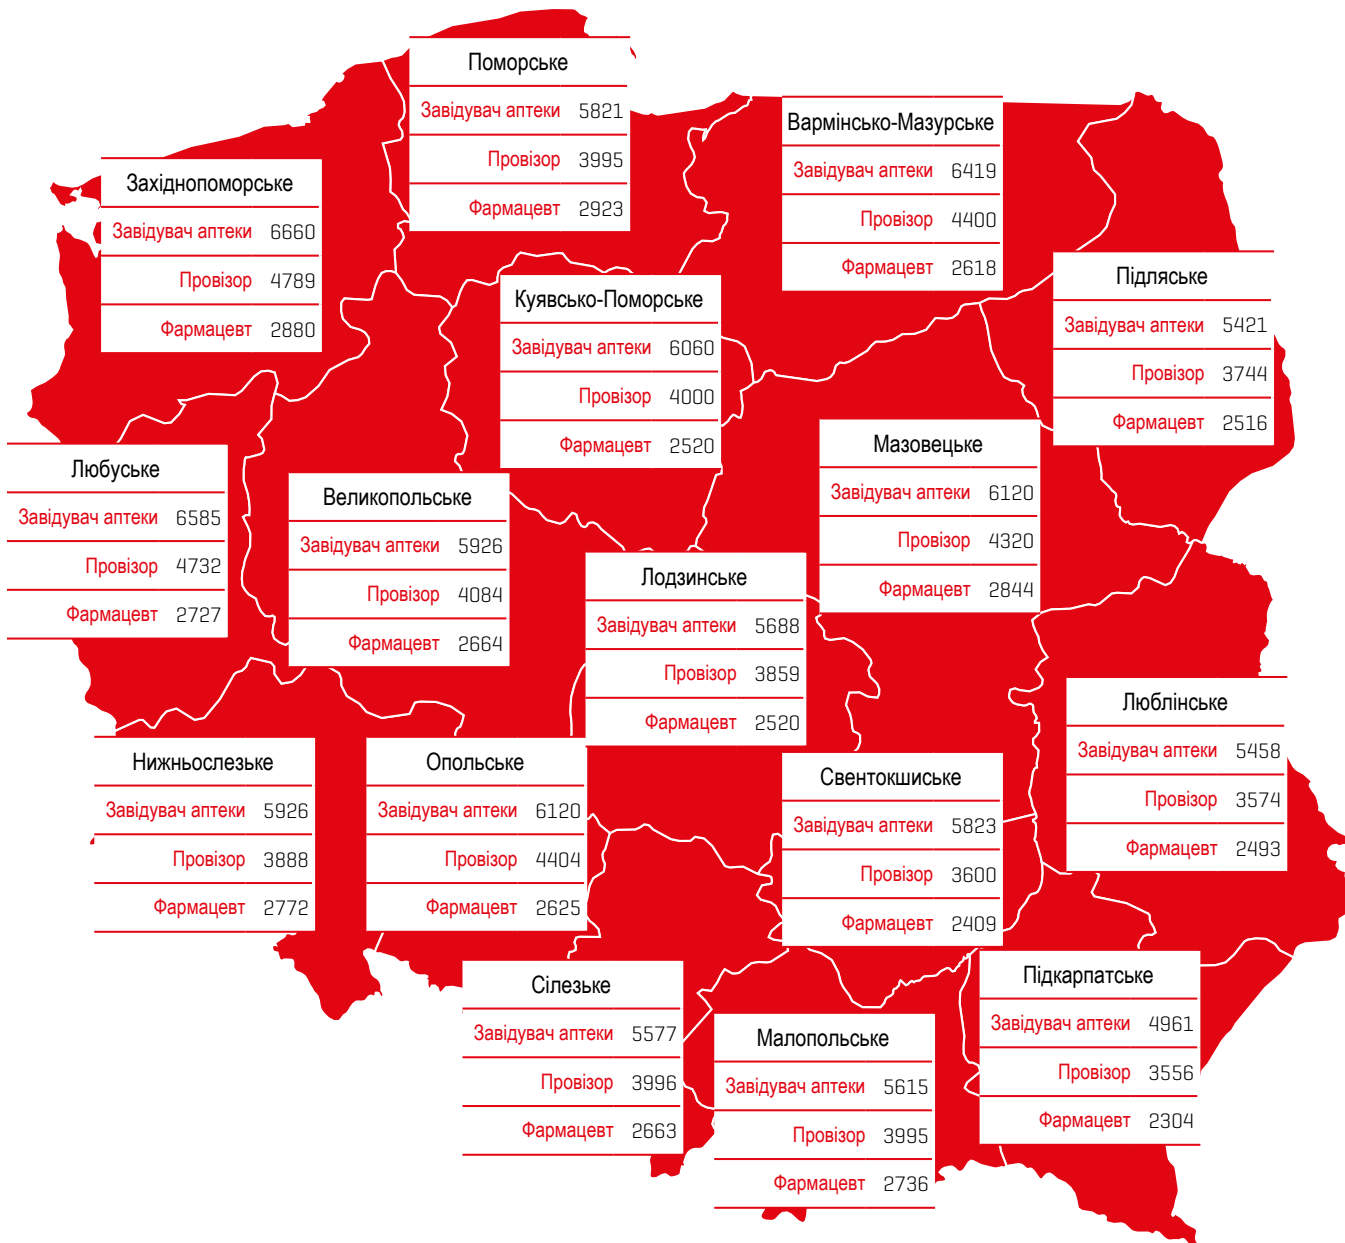 Поморське
Завідувач аптеки 5821
Провізор 3995
Фармацевт 2923
Вармінсько-Мазурське
Завідувач аптеки 6419
Провізор 4400
Фармацевт 2618
Західнопоморське
Завідувач аптеки 6660
Провізор 4789
Фармацевт 2880
Підляське
Завідувач аптеки 5421
Провізор 3744
Фармацевт 2516
Куявсько-Поморське
Завідувач аптеки 6060
Провізор 4000
Фармацевт 2520
Мазовецьке
Завідувач аптеки 6120
Провізор 4320
Фармацевт 2844
Любуське
Завідувач аптеки 6585
Провізор 4732
Фармацевт 2727
Великопольське
Завідувач аптеки 5926
Провізор 4084
Фармацевт 2664
Лодзинське
Завідувач аптеки 5688
Провізор 3859
Фармацевт 2520
Люблінське
Завідувач аптеки 5458
Провізор 3574
Фармацевт 2493
Нижньослезьке
Завідувач аптеки 5926
Провізор 3888
Фармацевт 2772
Опольське
Завідувач аптеки 6120
Провізор 4404
Фармацевт 2625
Свентокшиське
Завідувач аптеки 5823
Провізор 3600
Фармацевт 2409
Сілезьке
Завідувач аптеки 5577
Провізор 3996
Фармацевт 2663
Малопольське
Завідувач аптеки 5615
Провізор 3995
Фармацевт 2736
Підкарпатське
Завідувач аптеки 4961
Провізор 3556
Фармацевт 2304